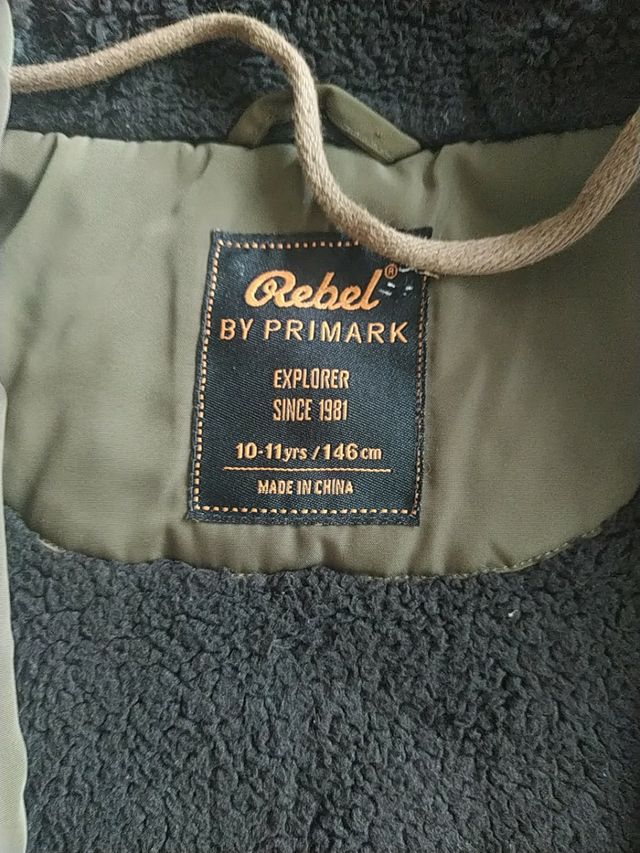 Rebel®
BY PRIMARK
EXPLORER
SINCE 1981
10-11yrs/146cm
MADE IN CHINA